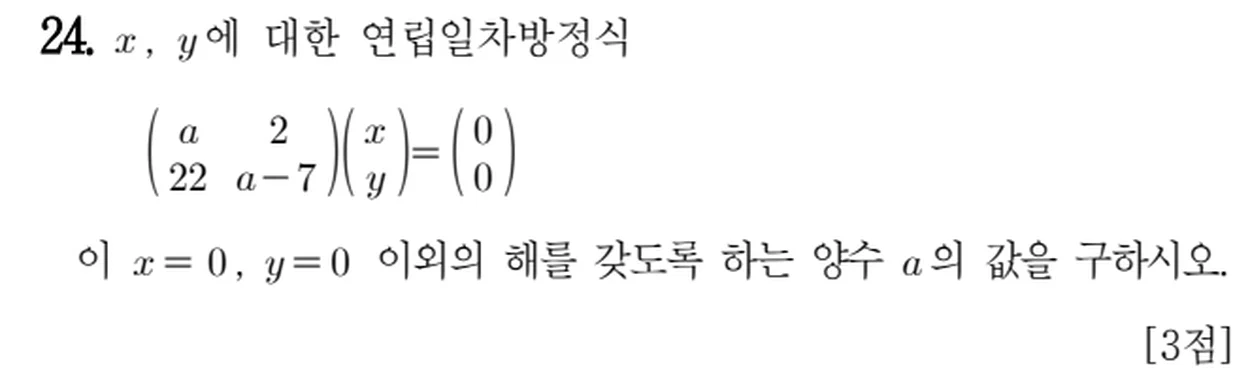 24. x, y에 대한 연립일차방정식
( a 2 ) ( x ) = ( 0 )
( 22 a-7 ) ( y ) ( 0 )
이 x=0, y=0 이외의 해를 갖도록 하는 양수 a의 값을 구하시오.
[3점]